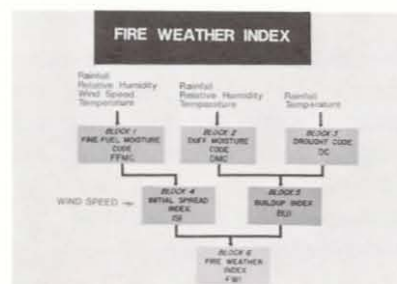 FIRE WEATHER INDEX
Rainfall
Relative Humidity
Wind Speed
Temperature
Rainfall
Relative Humidity
Temperature
Rainfall
Temperature
BLOCK 1
FINE FUEL MOISTURE
CODE
FFMC
BLOCK 2
DUFF MOISTURE
CODE
DMC
BLOCK 3
DROUGHT CODE
DC
WIND SPEED
BLOCK 4
INITIAL SPREAD
INDEX
ISI
BLOCK 5
BUILDUP INDEX
BUI
BLOCK 6
FIRE WEATHER
INDEX
FWI